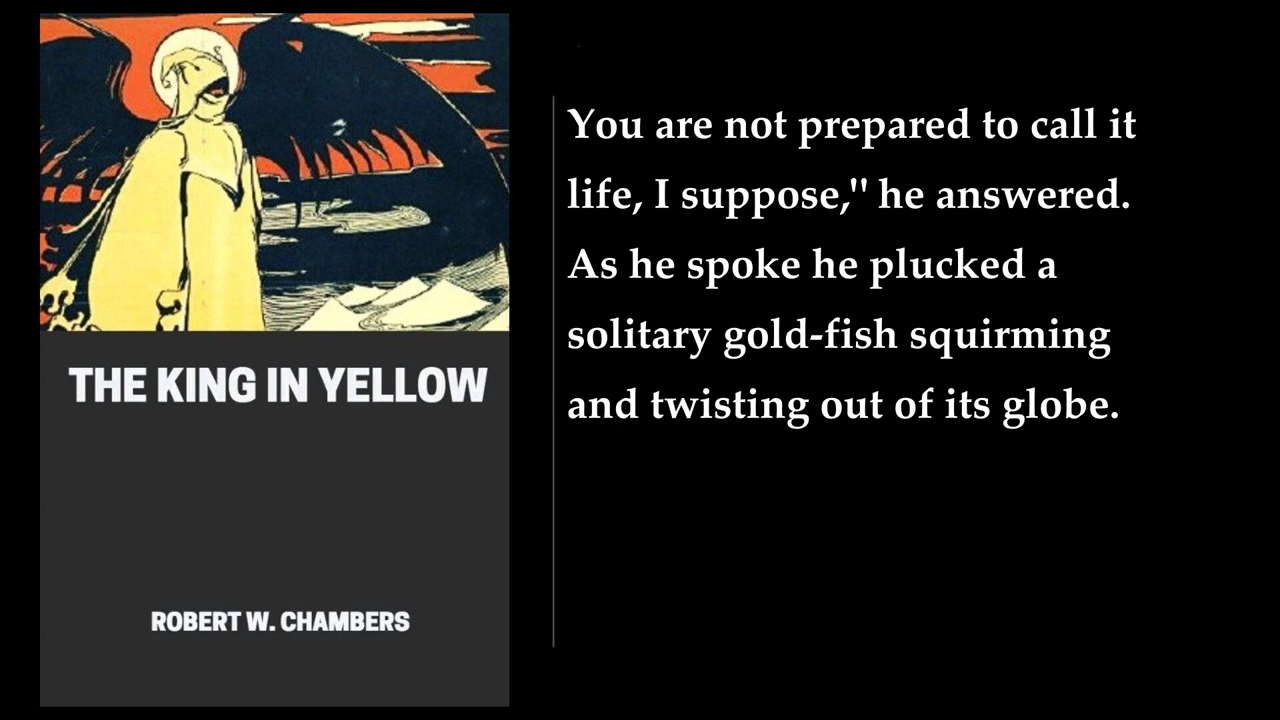 THE KING IN YELLOW
ROBERT W. CHAMBERS
You are not prepared to call it
life, I suppose," he answered.
As he spoke he plucked a
solitary gold-fish squirming
and twisting out of its globe.